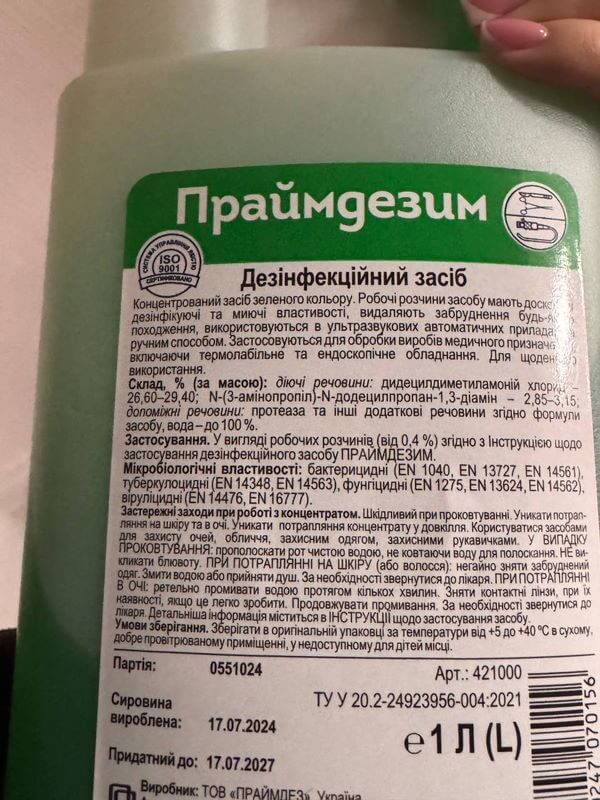 Праймдезим
СИСТЕМА УПРАВЛІННЯ ЯКІСТЮ
ISO
9001
СЕРТИФІКОВАНО
Дезінфекційний засіб
Концентрований засіб зеленого кольору. Робочі розчини засобу мають
дезінфікуючі та миючі властивості, видаляють забруднення
походження, використовуються в ультразвукових автоматичних
ручним способом. Застосовуються для обробки виробів медичного
включаючи термолабільне та ендоскопічне обладнання. Для
використання.
Склад, % (за масою): діючі речовини: дидецилдиметиламонію хлорид –
26,60–29,40; N-(3-амінопропіл)-N-додецилпропан-1,3-діамін – 2,85–3,15;
допоміжні речовини: протеаза та інші додаткові речовини згідно формули
засобу, вода – до 100 %.
Застосування. У вигляді робочих розчинів (від 0,4 %) згідно з Інструкцією щодо
застосування дезінфекційного засобу ПРАЙМДЕЗИМ.
Мікробіологічні властивості: бактерицидні (EN 1040, EN 13727, EN 14561),
туберкулоцидні (EN 14348, EN 14563), фунгіцидні (EN 1275, EN 13624, EN 14562),
віруліцидні (EN 14476, EN 16777).
Застережні заходи при роботі з концентратом. Шкідливий при проковтуванні. Уникати потрап-
ляння на шкіру та в очі. Уникати потрапляння концентрату у довкілля. Користуватися засобами
для захисту очей, обличчя, захисним одягом, захисними рукавичками. У ВИПАДКУ
ПРОКОВТУВАННЯ: прополоскати рот чистою водою, не ковтаючи воду для полоскання. НЕ ви-
кликати блювоту. ПРИ ПОТРАПЛЯННІ НА ШКІРУ (або волосся): негайно зняти забруднений
одяг. Змити водою або прийняти душ. За необхідності звернутися до лікаря. ПРИ ПОТРАПЛЯННІ
В ОЧІ: ретельно промивати водою протягом кількох хвилин. Зняти контактні лінзи, при їх
наявності, якщо це легко зробити. Продовжувати промивання. За необхідності звернутися до
лікаря. Детальніша інформація міститься в ІНСТРУКЦІЇ щодо застосування засобу.
Умови зберігання. Зберігати в оригінальній упаковці за температури від +5 до +40 °С в сухому,
добре провітрюваному приміщенні, у недоступному для дітей місці.
Партія: 0551024
Арт.: 421000
ТУ У 20.2-24923956-004:2021
Сировина
вироблена: 17.07.2024
℮1 Л (L)
Придатний до: 17.07.2027
Виробник: ТОВ «ПРАЙМДЕЗ», Україна
247 070156